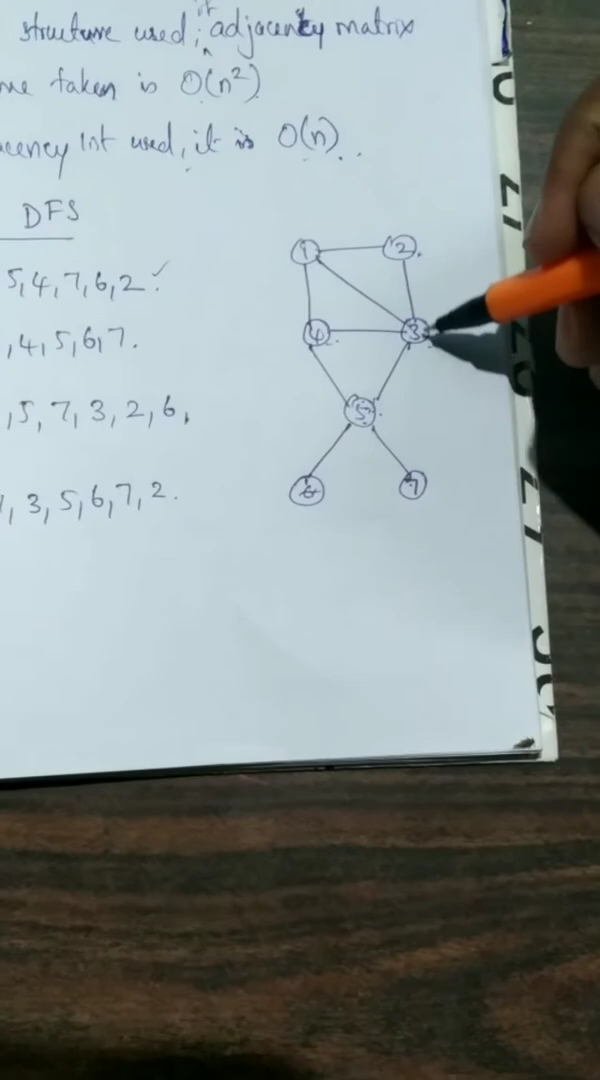 structure used, it adjacency matrix
me taken is O(n²)
cency list used, it is O(n)..
DFS
5,4,7,6,2✓
,4,5,6,7.
,5,7,3,2,6,
, 3,5,6,7,2.
1 2
4 3
5
6 7